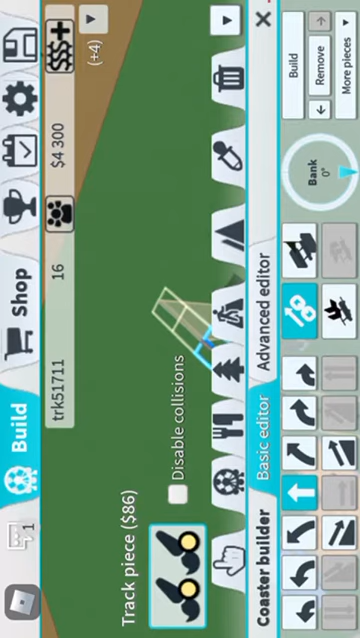 1
Build
Shop
trk51711
16
$4 300
(+4)
Track piece ($86)
Disable collisions
Coaster builder
Basic editor
Advanced editor
Bank
0°
Build
Remove
More pieces